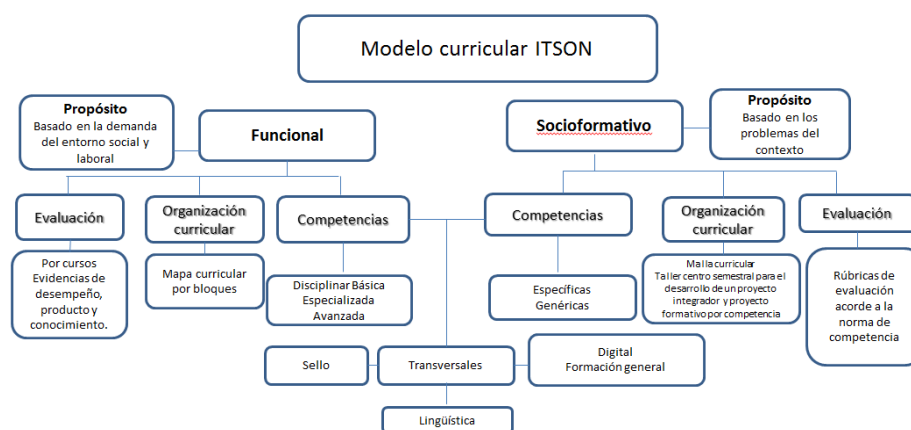 Modelo curricular ITSON
Propósito
Basado en la demanda
del entorno social y
laboral
Funcional
Socioformativo
Propósito
Basado en los
problemas del
contexto
Evaluación
Organización
curricular
Competencias
Competencias
Organización
curricular
Evaluación
Por cursos
Evidencias de
desempeño,
producto y
conocimiento.
Mapa curricular
por bloques
Disciplinar Básica
Especializada
Avanzada
Específicas
Genéricas
Malla curricular
Taller centro semestral para el
desarrollo de un proyecto
integrador y proyecto
formativo por competencia
Rúbricas de
evaluación
acorde a la
norma de
competencia
Sello
Transversales
Digital
Formación general
Lingüística